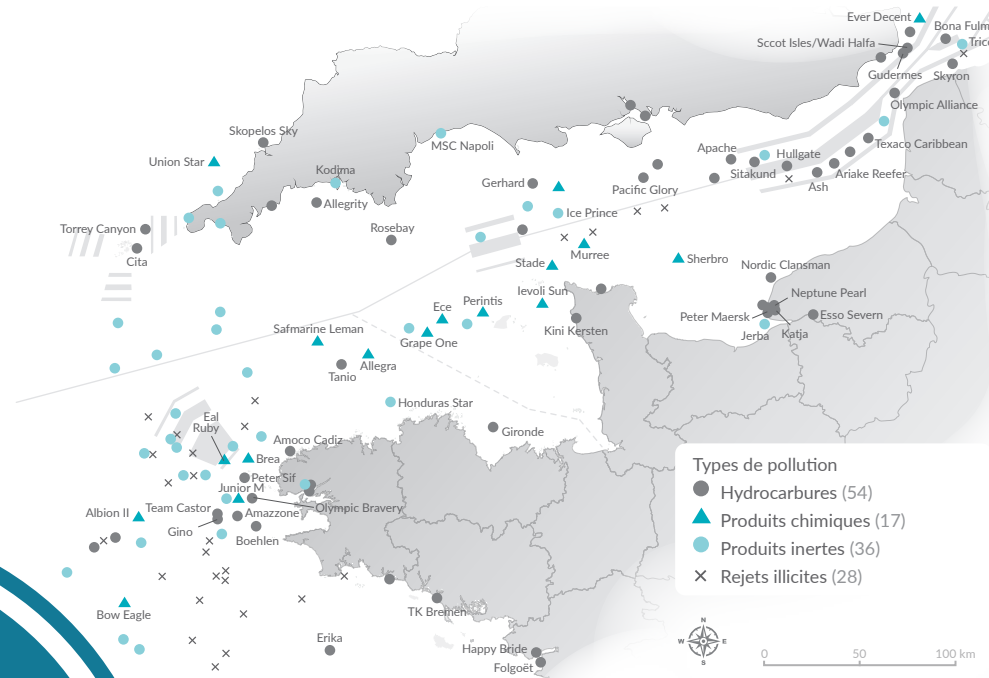 Ever Decent
Bona Fulm
Sccot Isles/Wadi Halfa
Trico
Gudermes
Skyron
Olympic Alliance
Skopelos Sky
MSC Napoli
Texaco Caribbean
Union Star
Apache
Hullgate
Kodima
Sitakund
Ariake Reefer
Gerhard
Pacific Glory
Ash
Allegrity
Ice Prince
Torrey Canyon
Rosebay
Cita
Murree
Stade
Sherbro
Nordic Clansman
Ievoli Sun
Neptune Pearl
Ece
Perintis
Peter Maersk
Esso Severn
Safmarine Leman
Kini Kersten
Jerba
Katja
Grape One
Allegra
Tanio
Honduras Star
Eal
Ruby
Gironde
Amoco Cadiz
Brea
Types de pollution
Peter Sif
Junior M
Hydrocarbures (54)
Team Castor
Olympic Bravery
Albion II
Amazzone
Produits chimiques (17)
Gino
Boehlen
Produits inertes (36)
Rejets illicites (28)
Bow Eagle
TK Bremen
N
W
E
S
Erika
Happy Bride
Folgoët
0
50
100 km